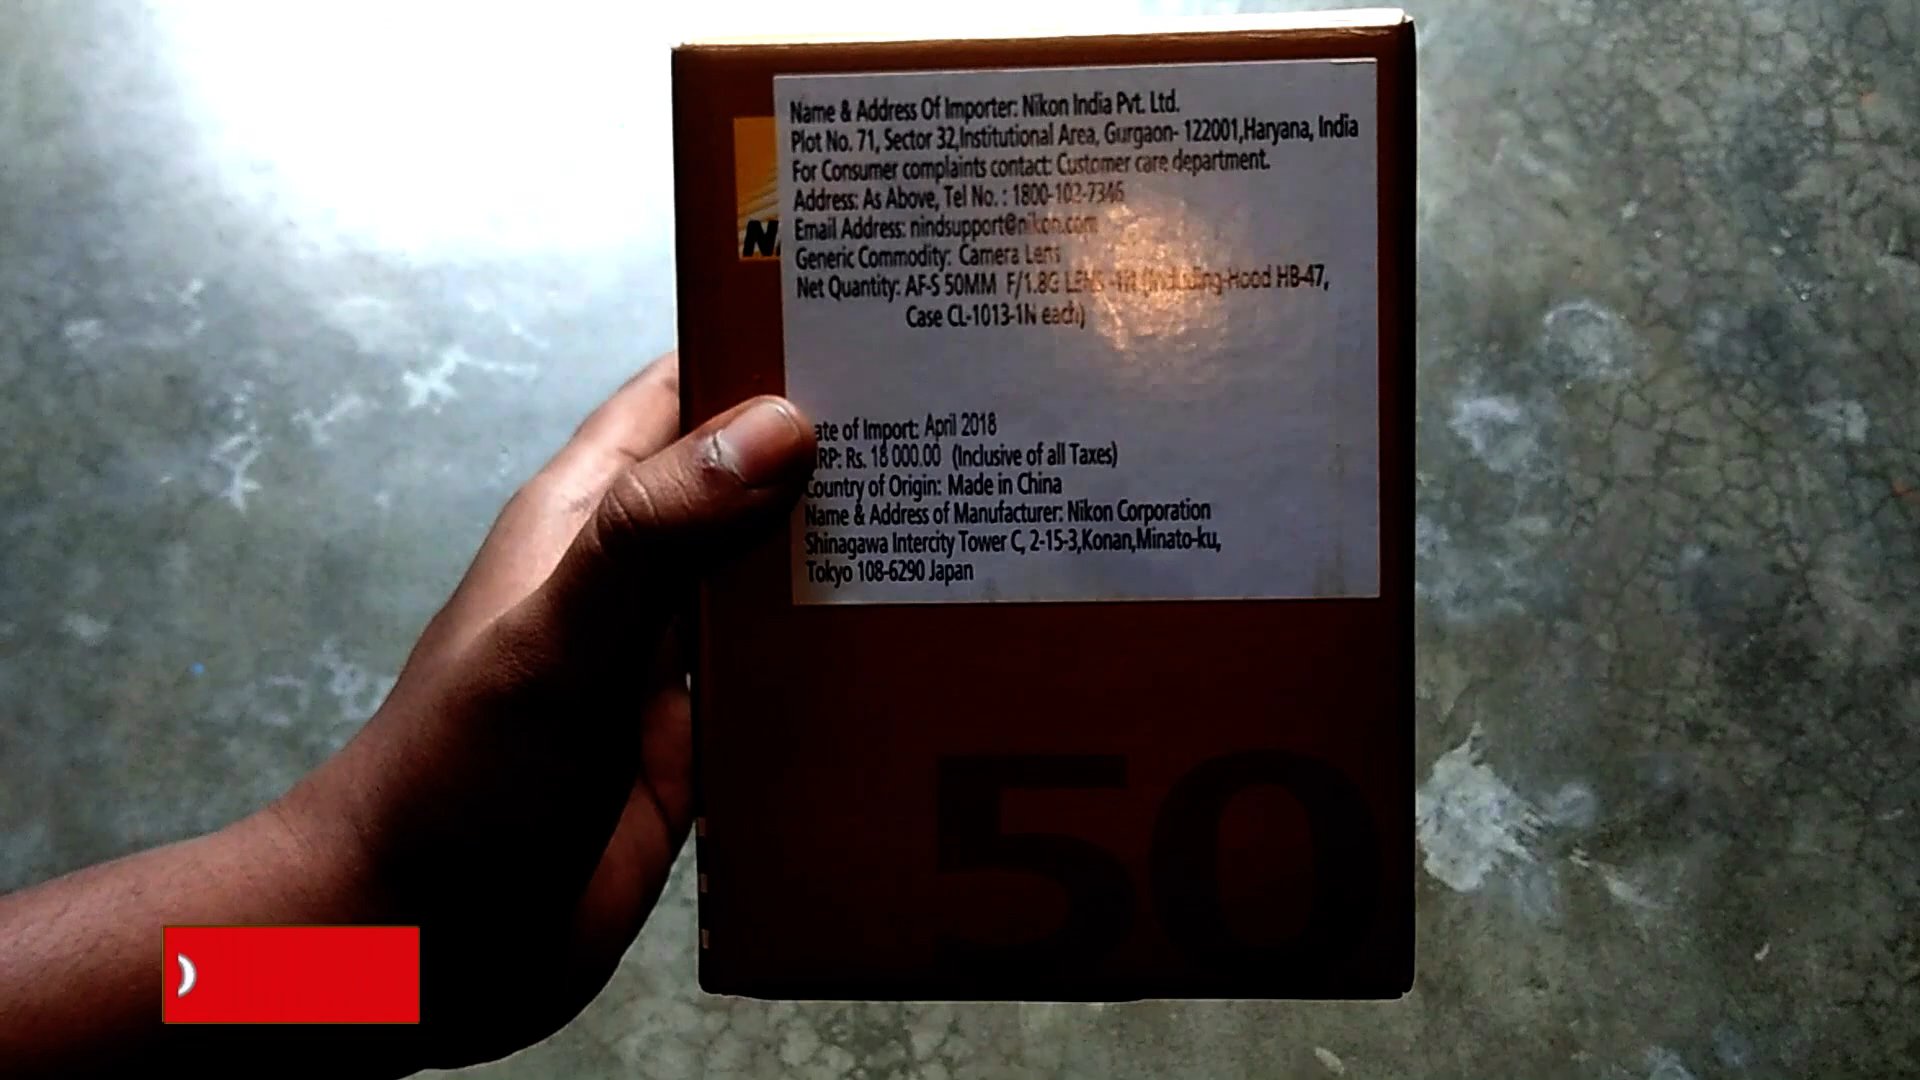 Name & Address Of Importer: Nikon India Pvt. Ltd.
Plot No. 71, Sector 32,Institutional Area, Gurgaon- 122001,Haryana, India
For Consumer complaints contact: Customer care department.
Address: As Above, Tel No. : 1800-102-7346
Email Address: nindsupport@nikon.com
Generic Commodity: Camera Lens
Net Quantity: AF-S 50MM F/1.8G LENS (Including-Hood HB-47,
Case CL-1013-1N each)
ate of Import: April 2018
RP: Rs. 18 000.00 (Inclusive of all Taxes)
Country of Origin: Made in China
Name & Address of Manufacturer: Nikon Corporation
Shinagawa Intercity Tower C, 2-15-3,Konan,Minato-ku,
Tokyo 108-6290 Japan
50